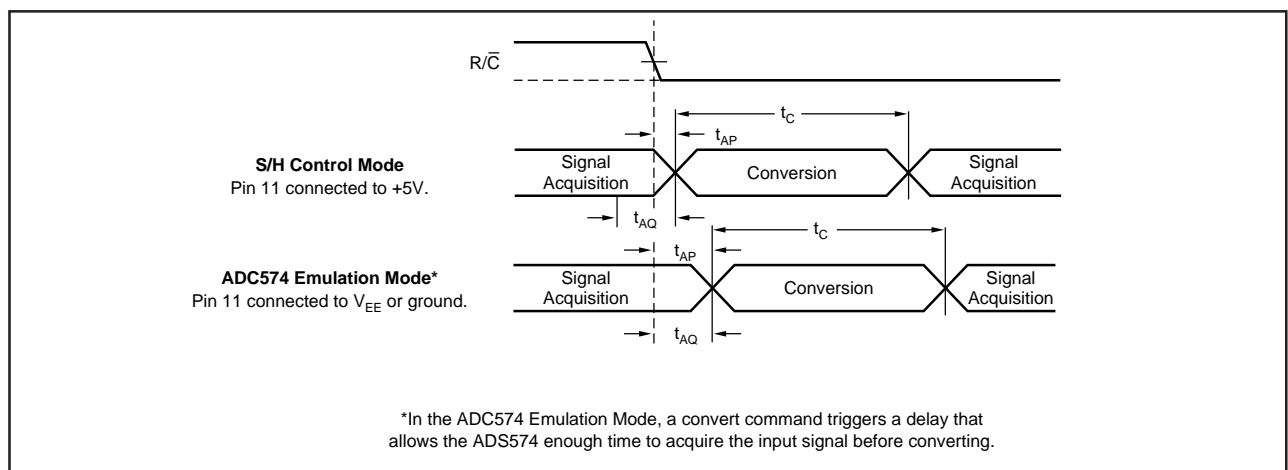 R/C̅
t_C
t_AP
S/H Control Mode
Pin 11 connected to +5V.
Signal
Acquisition
Conversion
Signal
Acquisition
t_AQ
t_C
t_AP
ADC574 Emulation Mode*
Pin 11 connected to V_EE or ground.
Signal
Acquisition
Conversion
Signal
Acquisition
t_AQ
*In the ADC574 Emulation Mode, a convert command triggers a delay that
allows the ADS574 enough time to acquire the input signal before converting.